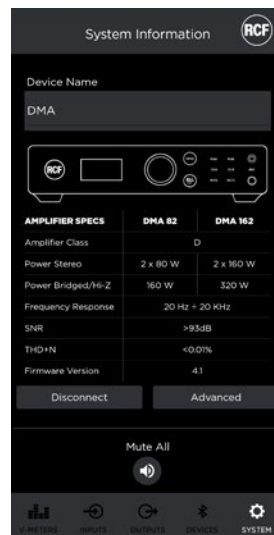 System Information
RCF
Device Name
DMA
RCF
AMPLIFIER SPECS DMA 82 DMA 162
Amplifier Class D
Power Stereo 2 x 80 W 2 x 160 W
Power Bridged/Hi-Z 160 W 320 W
Frequency Response 20 Hz ÷ 20 KHz
SNR >93dB
THD+N <0.01%
Firmware Version 4.1
Disconnect Advanced
Mute All
V-METERS INPUTS OUTPUTS DEVICES SYSTEM